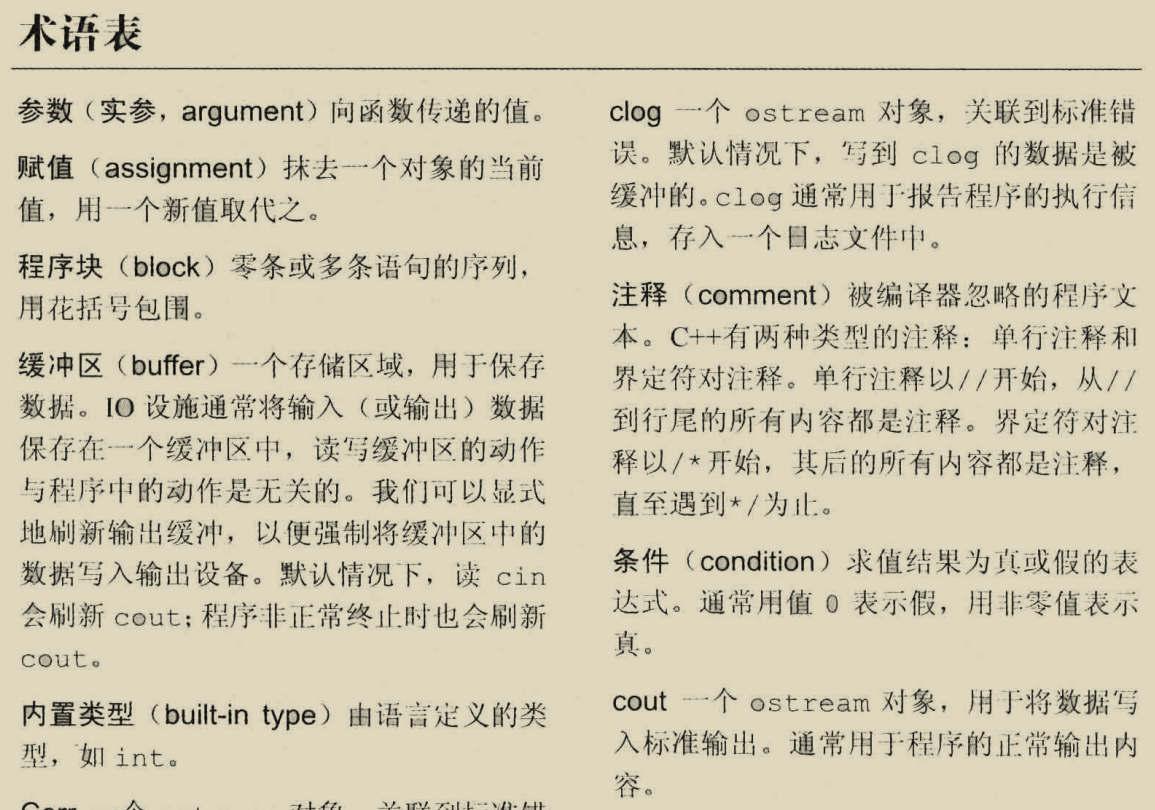 术语表
参数（实参，argument）向函数传递的值。
赋值（assignment）抹去一个对象的当前
值，用一个新值取代之。
程序块（block）零条或多条语句的序列，
用花括号包围。
缓冲区（buffer）一个存储区域，用于保存
数据。IO 设施通常将输入（或输出）数据
保存在一个缓冲区中，读写缓冲区的动作
与程序中的动作是无关的。我们可以显式
地刷新输出缓冲，以便强制将缓冲区中的
数据写入输出设备。默认情况下，读 cin
会刷新 cout；程序非正常终止时也会刷新
cout。
内置类型（built-in type）由语言定义的类
型，如 int。
clog 一个 ostream 对象，关联到标准错
误。默认情况下，写到 clog 的数据是被
缓冲的。clog 通常用于报告程序的执行信
息，存入一个日志文件中。
注释（comment）被编译器忽略的程序文
本。C++有两种类型的注释：单行注释和
界定符对注释。单行注释以//开始，从//
到行尾的所有内容都是注释。界定符对注
释以/*开始，其后的所有内容都是注释，
直至遇到*/为止。
条件（condition）求值结果为真或假的表
达式。通常用值 0 表示假，用非零值表示
真。
cout 一个 ostream 对象，用于将数据写
入标准输出。通常用于程序的正常输出内
容。